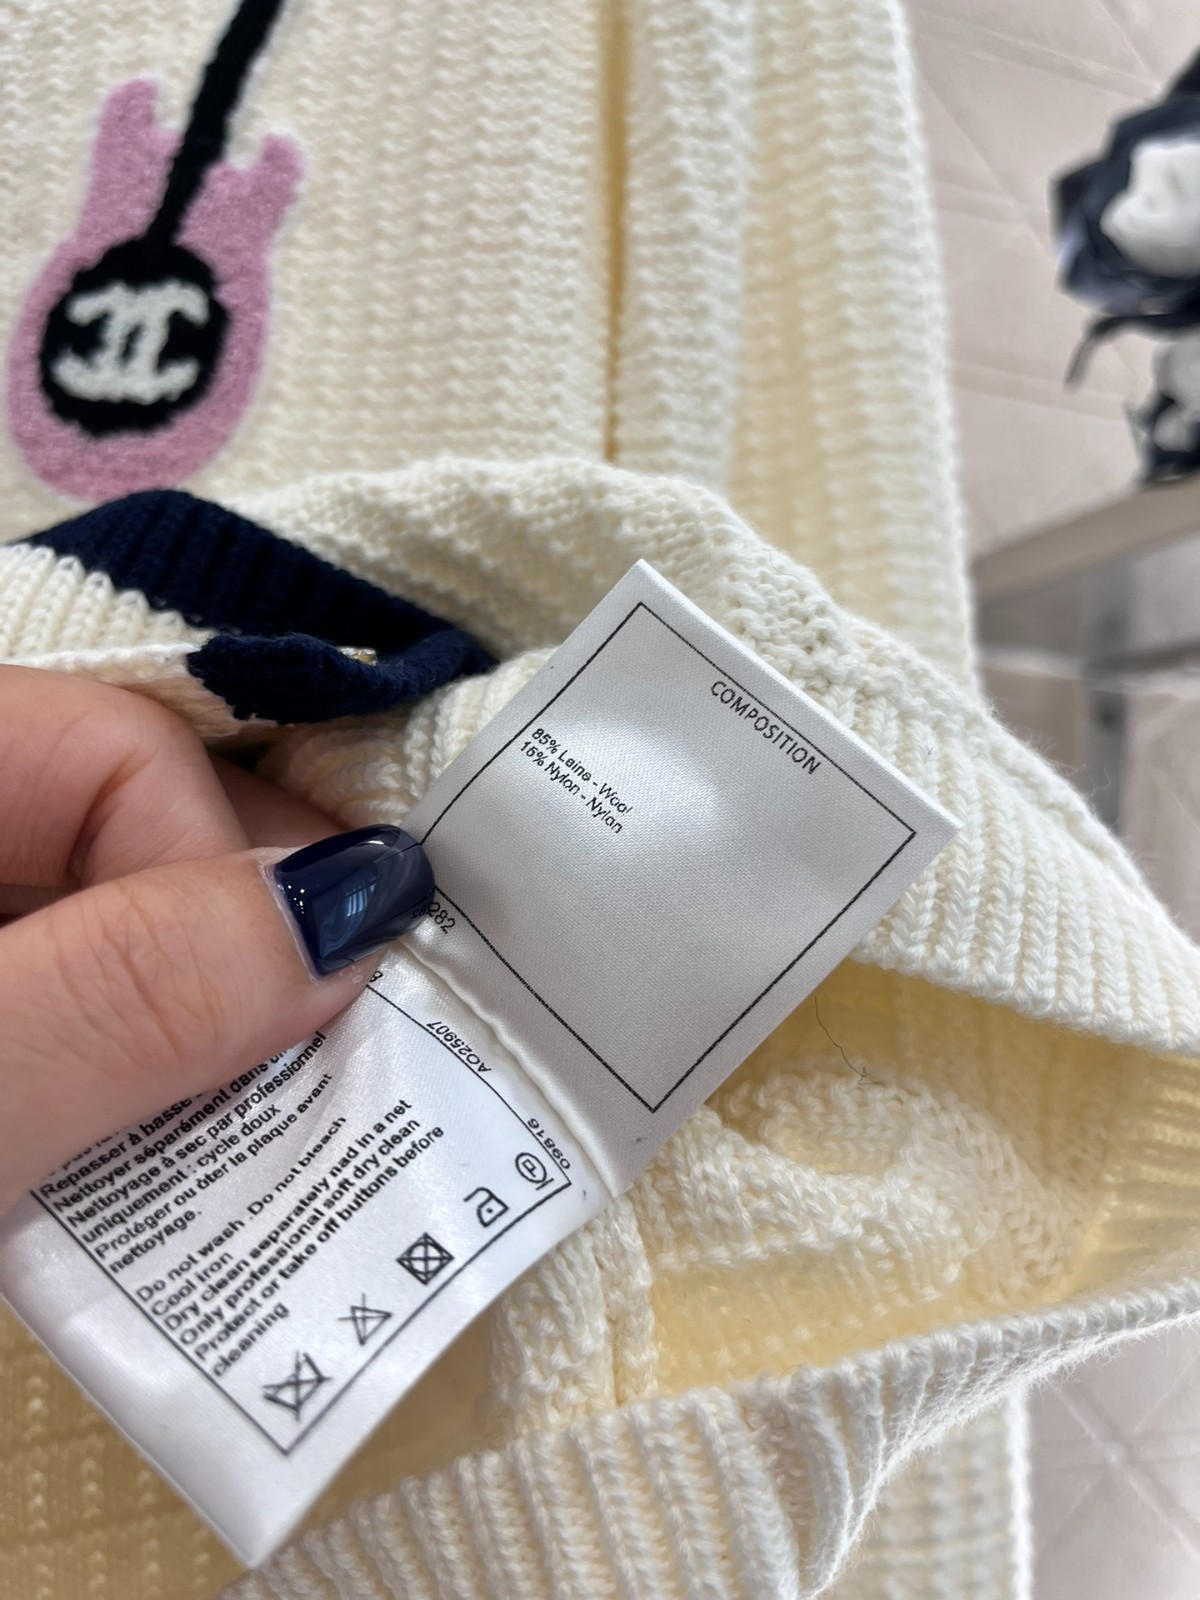 COMPOSITION
85% Laine - Wool
15% Nylon - Nylon
282
AO25907
09816
Repasser à basse
Nettoyer séparément dans un
Nettoyage à sec par professionnel
uniquement : cycle doux
Protéger ou ôter la plaque avant
nettoyage.
Do not wash .Do not bleach
Cool iron
Dry clean separately nad in a net
Only professional soft dry clean
Protect or take off buttons before
cleaning